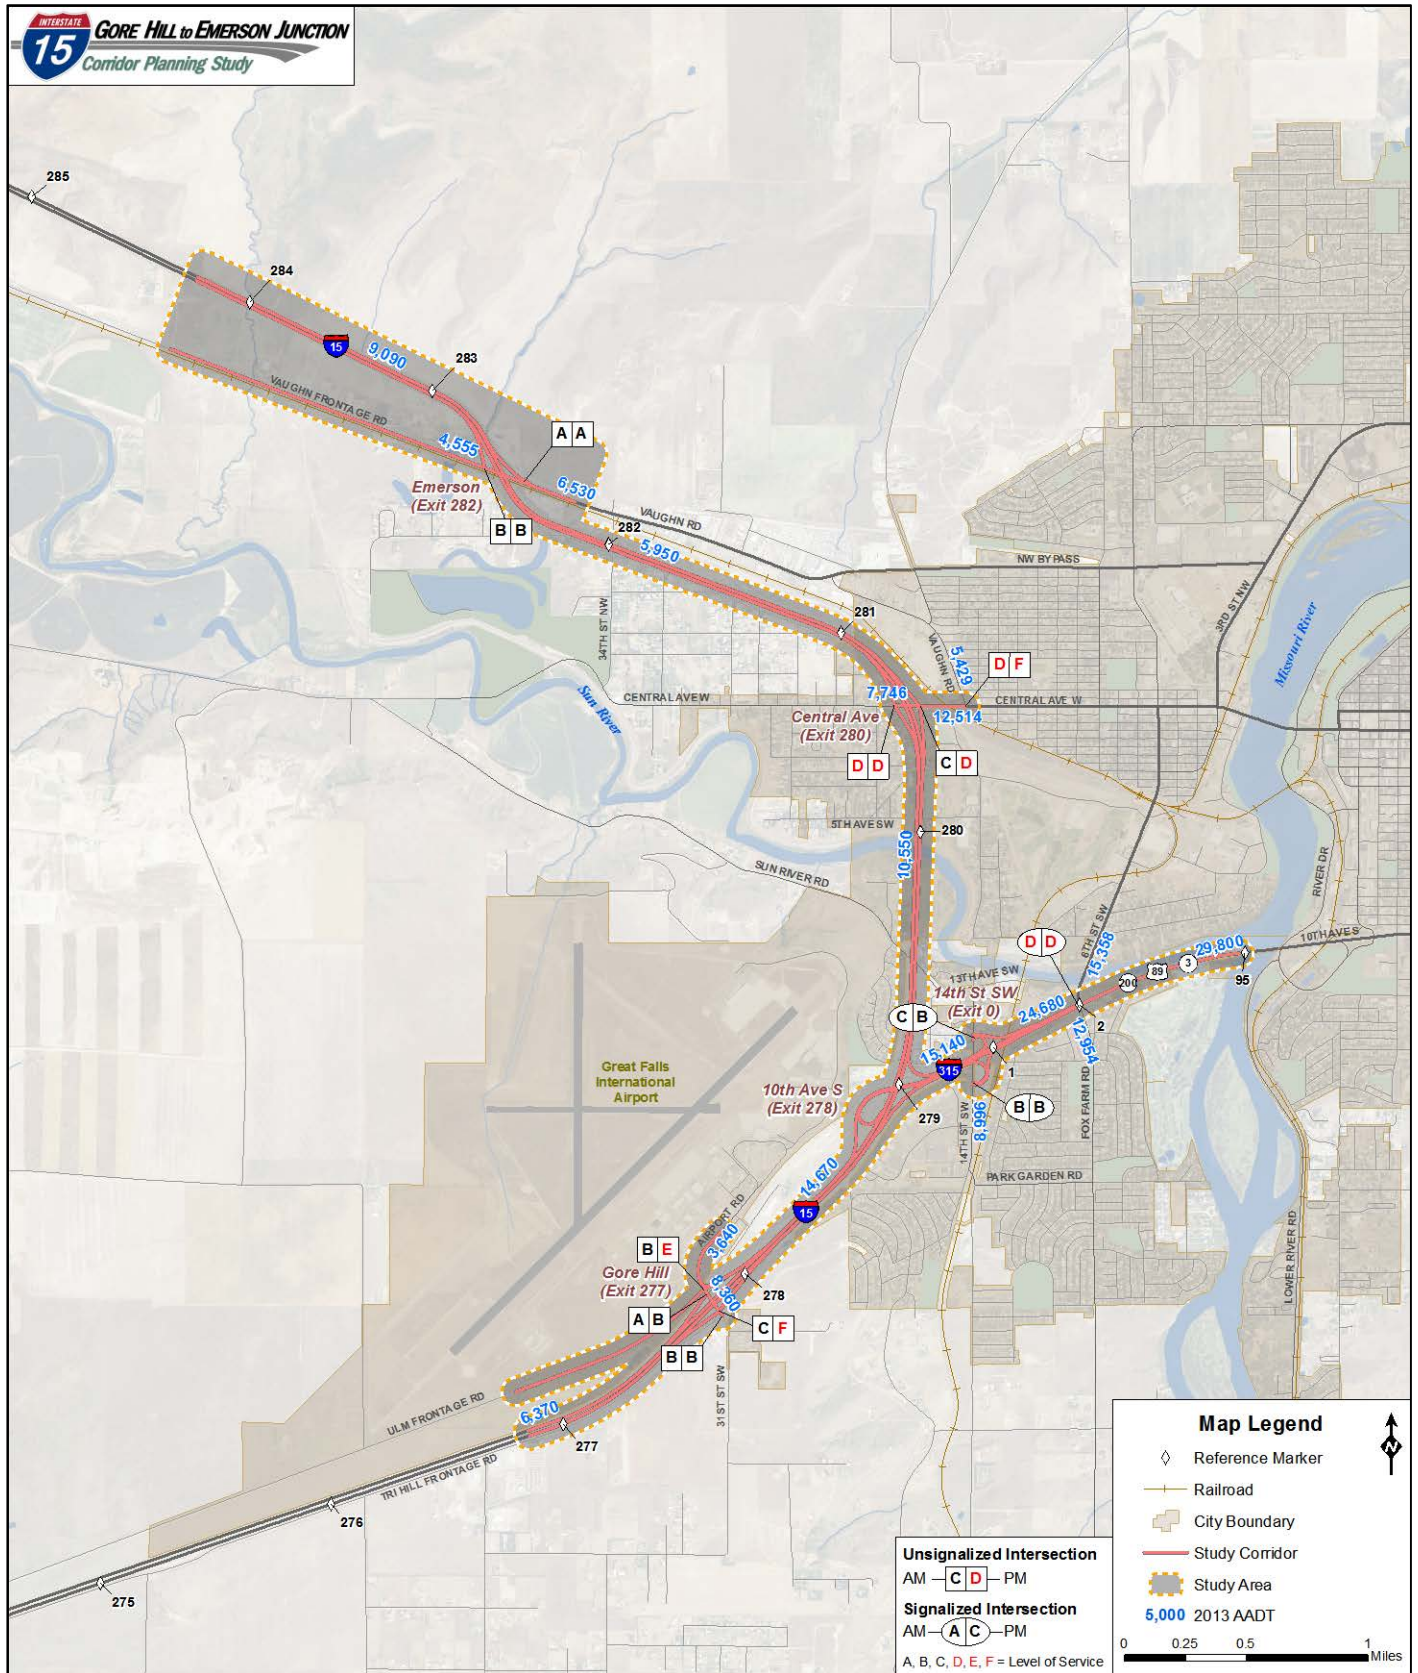 INTERSTATE
15
GORE HILL to EMERSON JUNCTION
Corridor Planning Study
285
284
15
9,090
283
VAUGHN FRONTAGE RD
4,555
A A
Emerson
(Exit 282)
6,530
B B
282
VAUGHN RD
5,950
NW BYPASS
3RD ST NW
Missouri River
34TH ST NW
281
VAUGHN RD
5,429
D F
Sun River
CENTRAL AVE W
7,746
12,514
CENTRAL AVE W
Central Ave
(Exit 280)
D D
C D
5TH AVE SW
280
10,550
SUN RIVER RD
RIVER DR
6TH ST SW
15,358
D D
29,800
10TH AVE S
3
89
200
95
13TH AVE SW
14th St SW
(Exit 0)
24,680
2
C B
12,954
15,140
315
1
Great Falls
International
Airport
10th Ave S
(Exit 278)
279
B B
14TH ST SW
8,996
FOX FARM RD
PARK GARDEN RD
14,670
15
LOWER RIVER RD
AIRPORT RD
3,640
B E
Gore Hill
(Exit 277)
8,360
278
A B
C F
B B
31ST ST SW
ULM FRONTAGE RD
6,370
277
TRI HILL FRONTAGE RD
276
275
Map Legend
N
Reference Marker
Railroad
City Boundary
Study Corridor
Study Area
5,000 2013 AADT
0 0.25 0.5 1
Miles
Unsignalized Intersection
AM C D PM
Signalized Intersection
AM A C PM
A, B, C, D, E, F = Level of Service